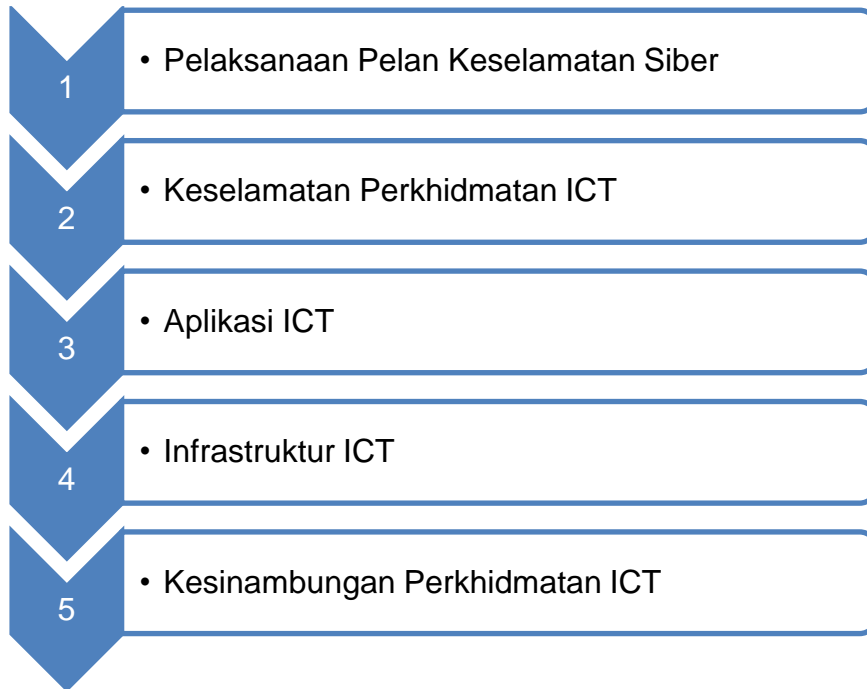 1
• Pelaksanaan Pelan Keselamatan Siber
2
• Keselamatan Perkhidmatan ICT
3
• Aplikasi ICT
4
• Infrastruktur ICT
5
• Kesinambungan Perkhidmatan ICT